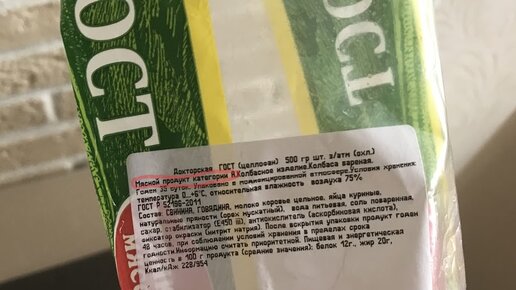 ГОСТ
ГОСТ
Докторская ГОСТ (целлофан) 500 гр шт. з/атм (охл.)
Мясной продукт категории А.Колбасное изделие.Колбаса вареная.
Годен 35 суток. Упаковано в модифицированной атмосфере.Условия хранения:
температура 0..+6°С, относительная влажность воздуха 75%
ГОСТ Р 52196-2011
Состав: СВИНИНА, ГОВЯДИНА, молоко коровье цельное, яйца куриные,
натуральные пряности (орех мускатный), вода питьевая, соль поваренная,
сахар, стабилизатор (Е450 iii), антиокислитель (аскорбиновая кислота),
фиксатор окраски (нитрит натрия). После вскрытия упаковки продукт годен
48 часов, при соблюдении условий хранения в пределах срока
годности.Информацию считать приоритетной. Пищевая и энергетическая
ценность в 100 г продукта (средние значения): белок 12г., жир 20г,
Ккал/кДж 228/954